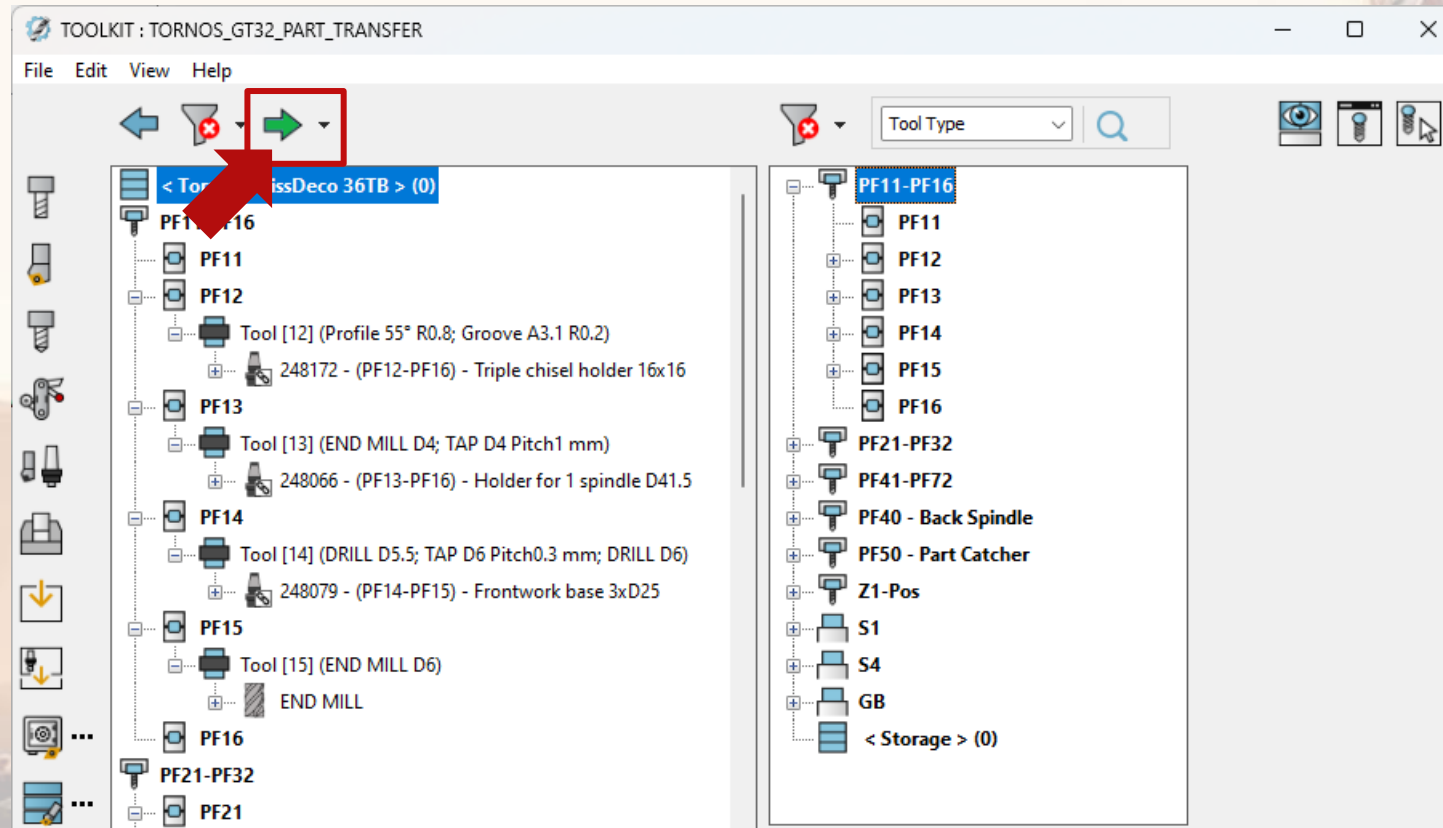 TOOLKIT : TORNOS_GT32_PART_TRANSFER
File Edit View Help
Tool Type
< Tor issDeco 36TB > (0)
PF11 F16
PF11
PF12
Tool [12] (Profile 55° R0.8; Groove A3.1 R0.2)
248172 - (PF12-PF16) - Triple chisel holder 16x16
PF13
Tool [13] (END MILL D4; TAP D4 Pitch1 mm)
248066 - (PF13-PF16) - Holder for 1 spindle D41.5
PF14
Tool [14] (DRILL D5.5; TAP D6 Pitch0.3 mm; DRILL D6)
248079 - (PF14-PF15) - Frontwork base 3xD25
PF15
Tool [15] (END MILL D6)
END MILL
PF16
PF21-PF32
PF21
PF11-PF16
PF11
PF12
PF13
PF14
PF15
PF16
PF21-PF32
PF41-PF72
PF40 - Back Spindle
PF50 - Part Catcher
Z1-Pos
S1
S4
GB
< Storage > (0)